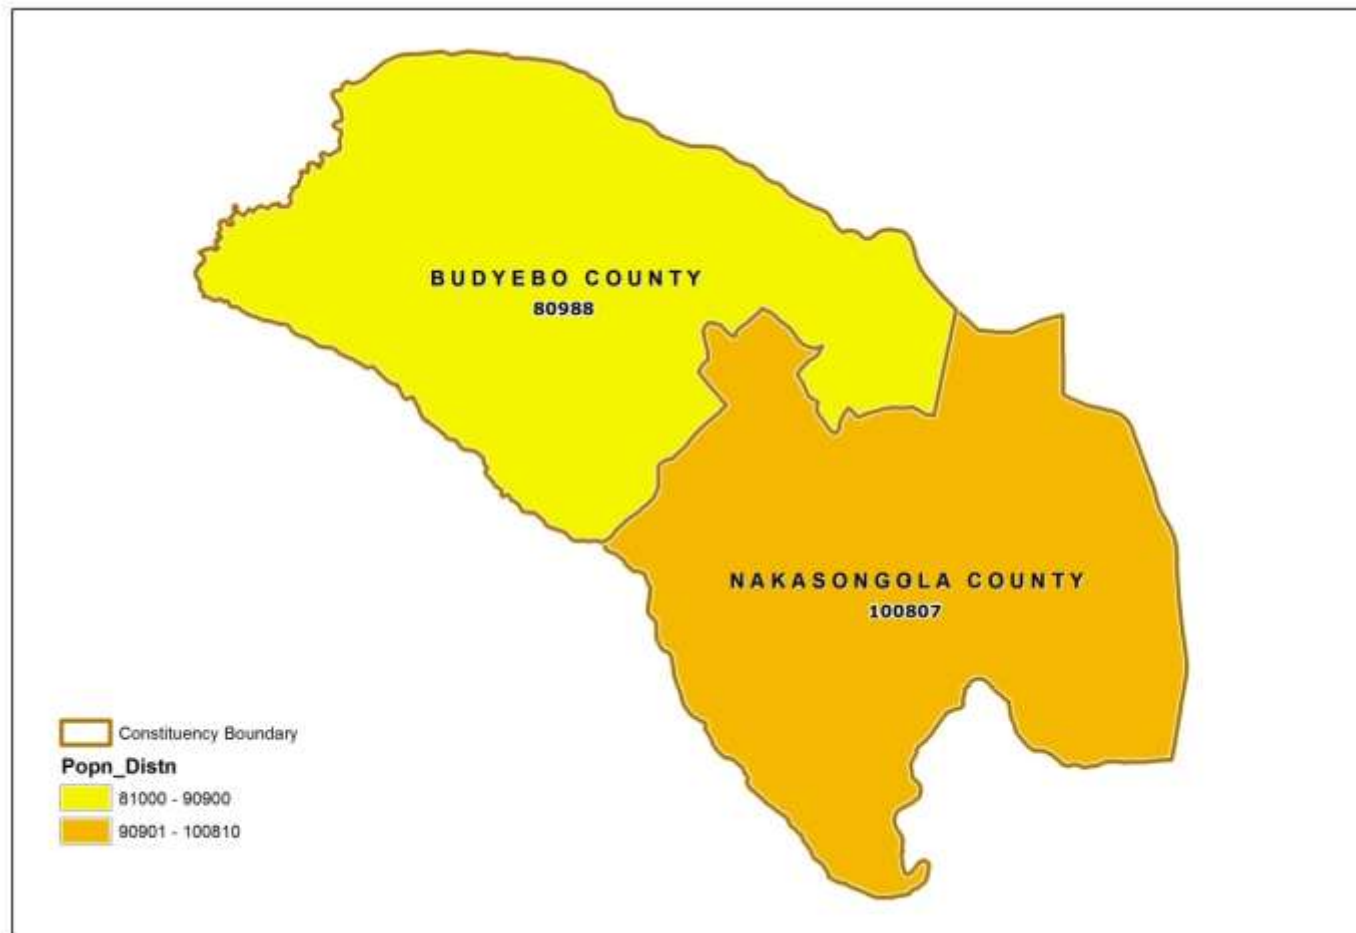 BUDYEBO COUNTY
80988
NAKASONGOLA COUNTY
100807
Constituency Boundary
Popn_Distn
81000 - 90900
90901 - 100810